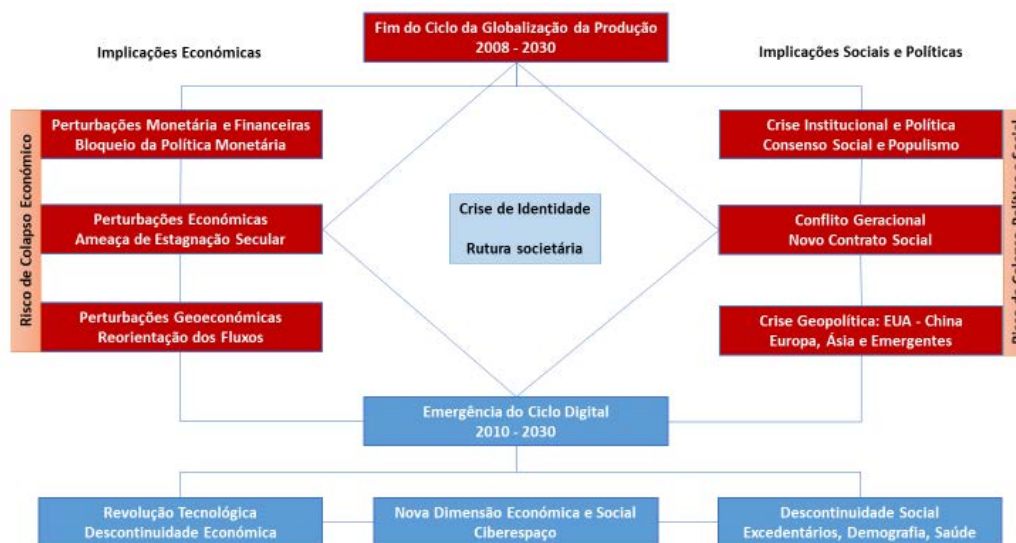 Fim do Ciclo da Globalização da Produção
2008 - 2030
Implicações Económicas
Implicações Sociais e Políticas
Risco de Colapso Económico
Perturbações Monetária e Financeiras
Bloqueio da Política Monetária
Crise Institucional e Política
Consenso Social e Populismo
Crise de Identidade
Rutura societária
Perturbações Económicas
Ameaça de Estagnação Secular
Conflito Geracional
Novo Contrato Social
Perturbações Geoeconómicas
Reorientação dos Fluxos
Crise Geopolítica: EUA - China
Europa, Ásia e Emergentes
Emergência do Ciclo Digital
2010 - 2030
Revolução Tecnológica
Descontinuidade Económica
Nova Dimensão Económica e Social
Ciberespaço
Descontinuidade Social
Excedentários, Demografia, Saúde